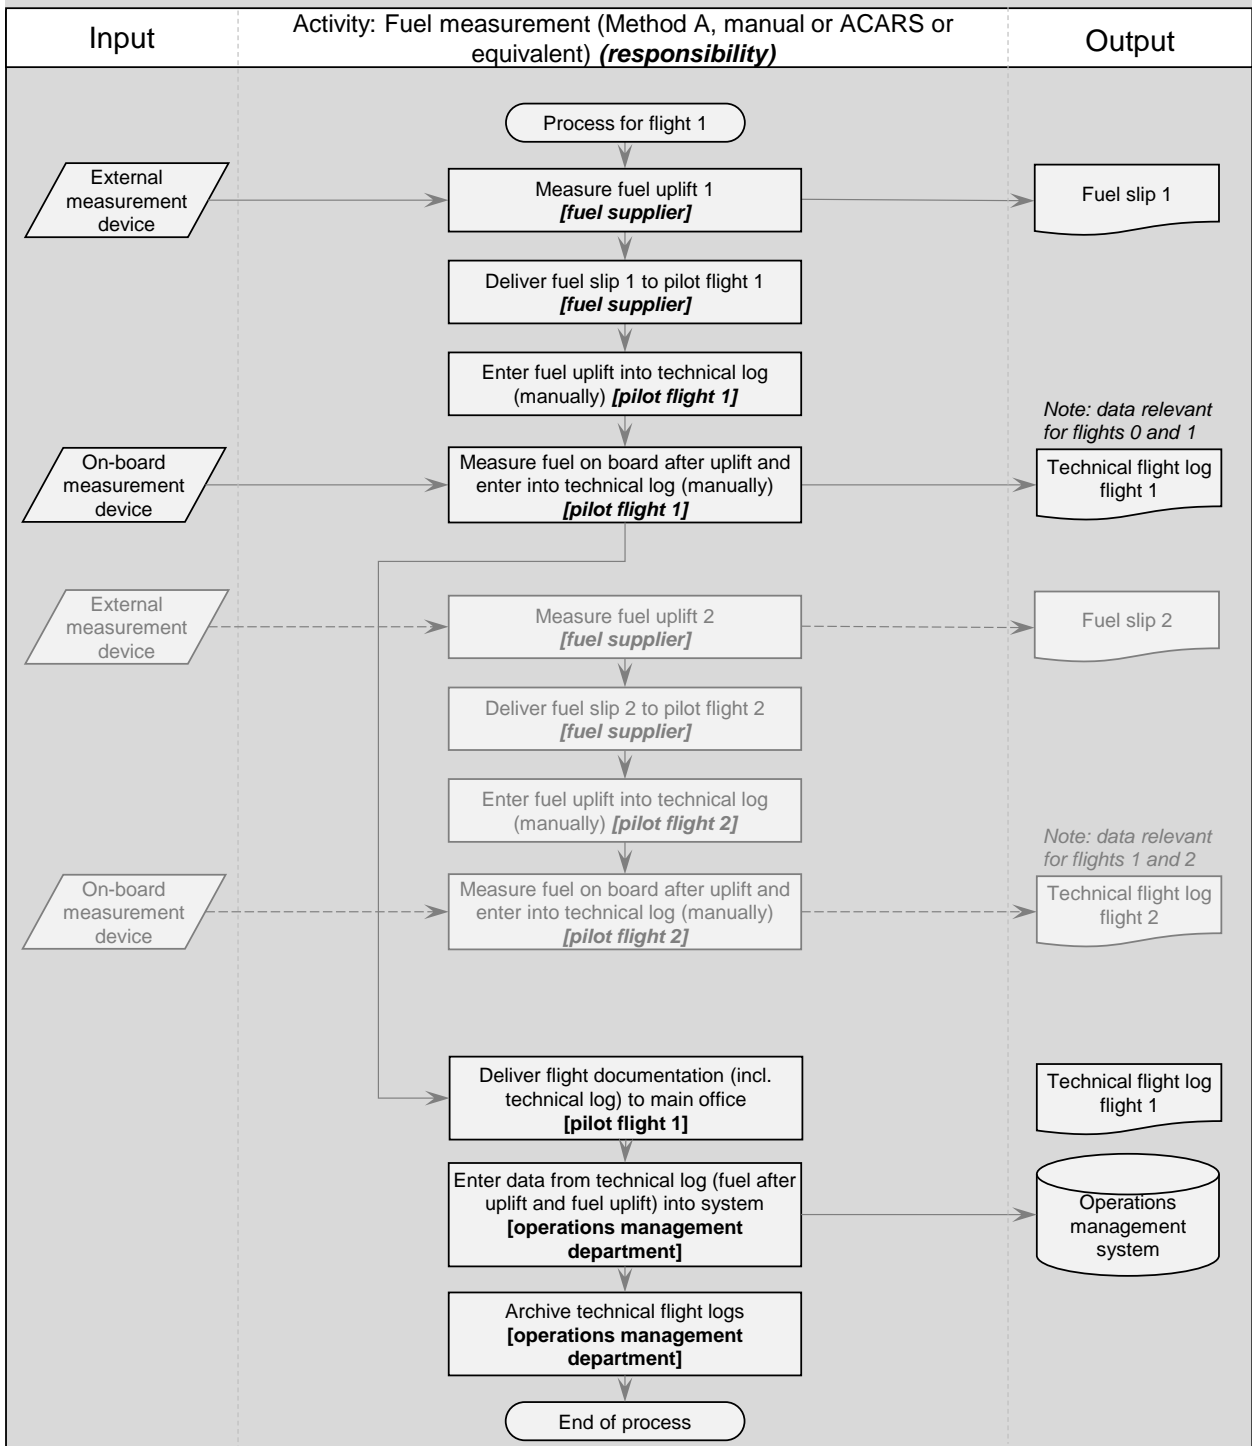 Input
Activity: Fuel measurement (Method A, manual or ACARS or
equivalent) (responsibility)
Output
Process for flight 1
External
measurement
device
Measure fuel uplift 1
[fuel supplier]
Fuel slip 1
Deliver fuel slip 1 to pilot flight 1
[fuel supplier]
Enter fuel uplift into technical log
(manually) [pilot flight 1]
Note: data relevant
for flights 0 and 1
On-board
measurement
device
Measure fuel on board after uplift and
enter into technical log (manually)
[pilot flight 1]
Technical flight log
flight 1
External
measurement
device
Measure fuel uplift 2
[fuel supplier]
Fuel slip 2
Deliver fuel slip 2 to pilot flight 2
[fuel supplier]
Enter fuel uplift into technical log
(manually) [pilot flight 2]
Note: data relevant
for flights 1 and 2
On-board
measurement
device
Measure fuel on board after uplift and
enter into technical log (manually)
[pilot flight 2]
Technical flight log
flight 2
Deliver flight documentation (incl.
technical log) to main office
[pilot flight 1]
Technical flight log
flight 1
Enter data from technical log (fuel after
uplift and fuel uplift) into system
[operations management
department]
Operations
management
system
Archive technical flight logs
[operations management
department]
End of process